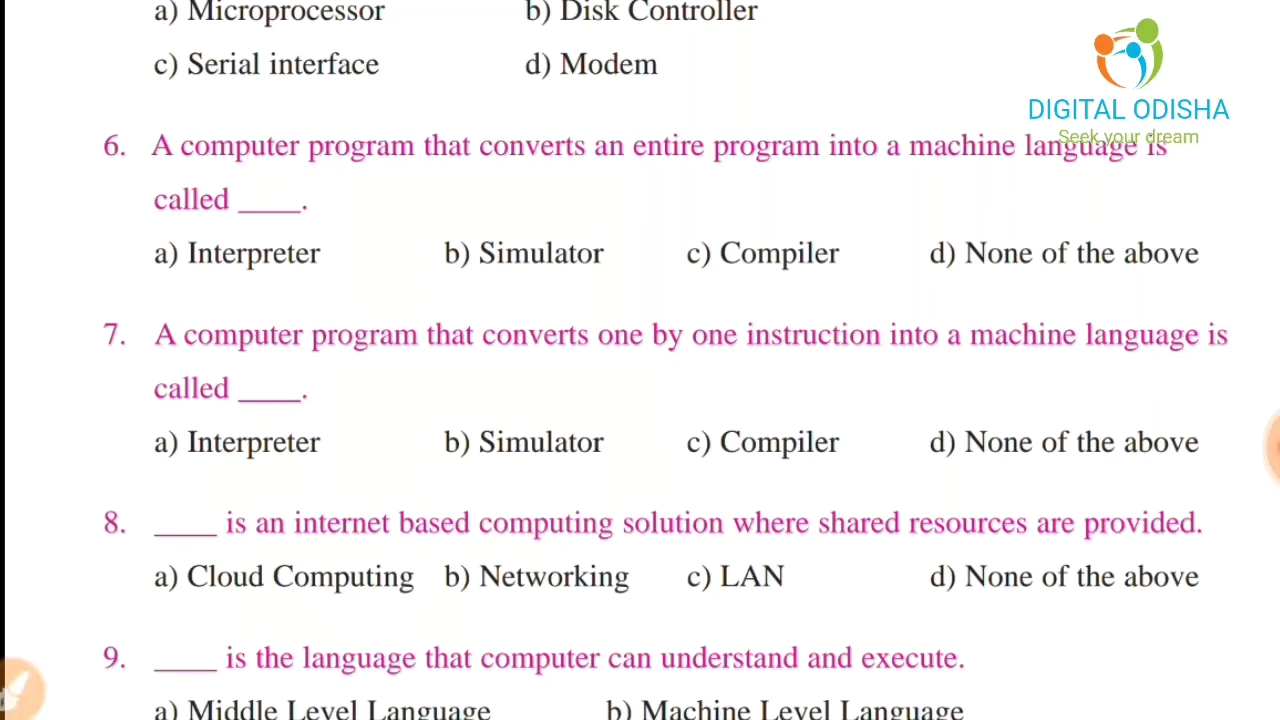 a) Microprocessor b) Disk Controller
c) Serial interface d) Modem
DIGITAL ODISHA
Seek your dream
6. A computer program that converts an entire program into a machine language is
called ____.
a) Interpreter b) Simulator c) Compiler d) None of the above
7. A computer program that converts one by one instruction into a machine language is
called ____.
a) Interpreter b) Simulator c) Compiler d) None of the above
8. ____ is an internet based computing solution where shared resources are provided.
a) Cloud Computing b) Networking c) LAN d) None of the above
9. ____ is the language that computer can understand and execute.
a) Middle Level Language b) Machine Level Language